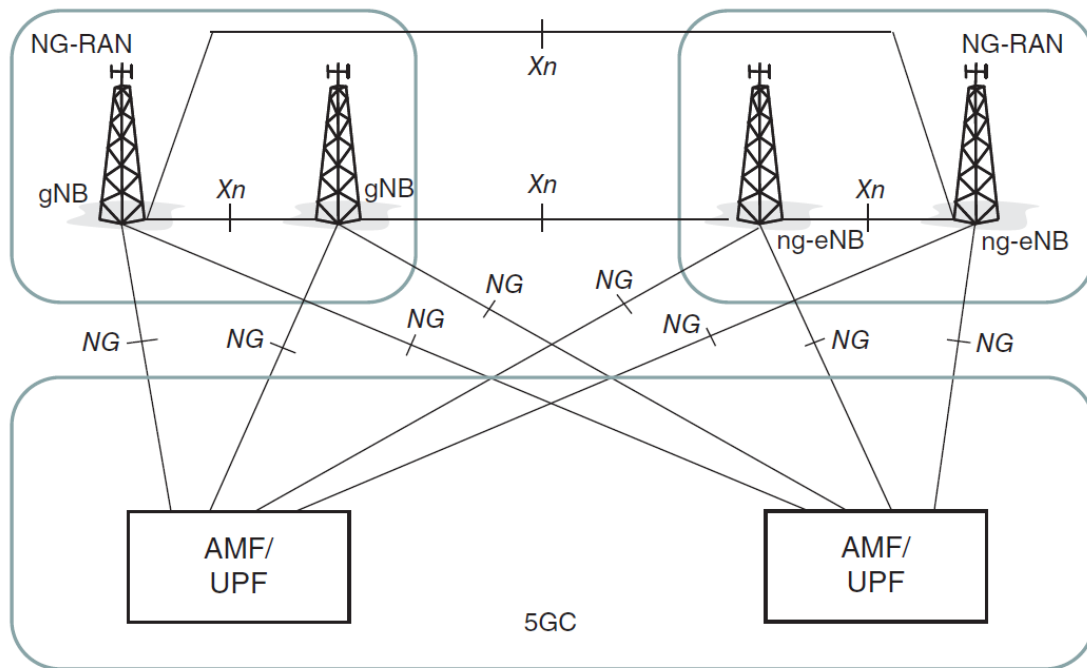 NG-RAN
NG-RAN
Xn
gNB
Xn
gNB
Xn
Xn
ng-eNB
ng-eNB
NG
NG
NG
NG
NG
NG
NG
NG
AMF/
UPF
AMF/
UPF
5GC